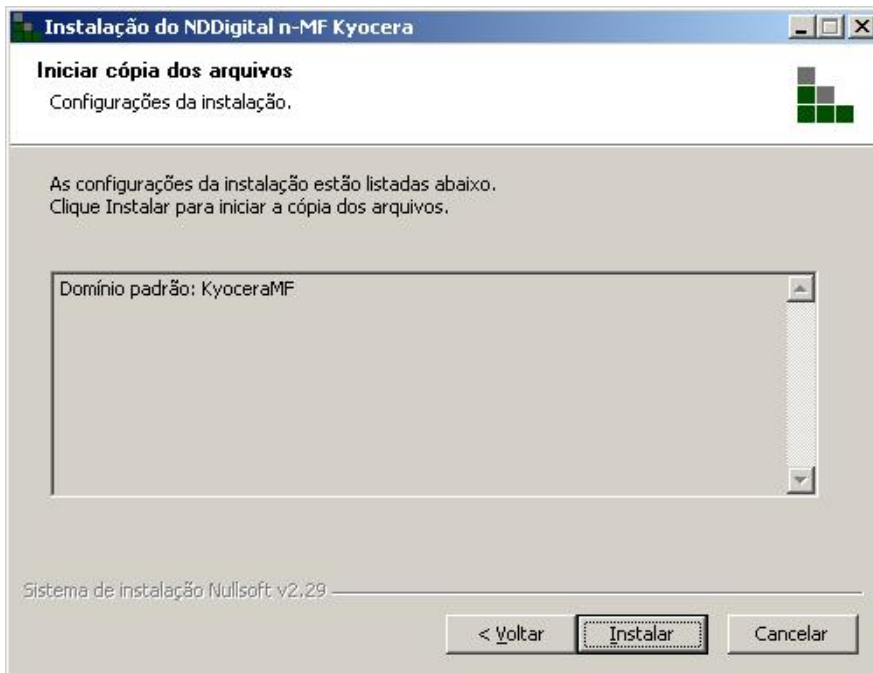 Instalação do NDDigital n-MF Kyocera
Iniciar cópia dos arquivos
Configurações da instalação.
As configurações da instalação estão listadas abaixo.
Clique Instalar para iniciar a cópia dos arquivos.
Domínio padrão: KyoceraMF
Sistema de instalação Nullsoft v2.29
< Voltar Instalar Cancelar